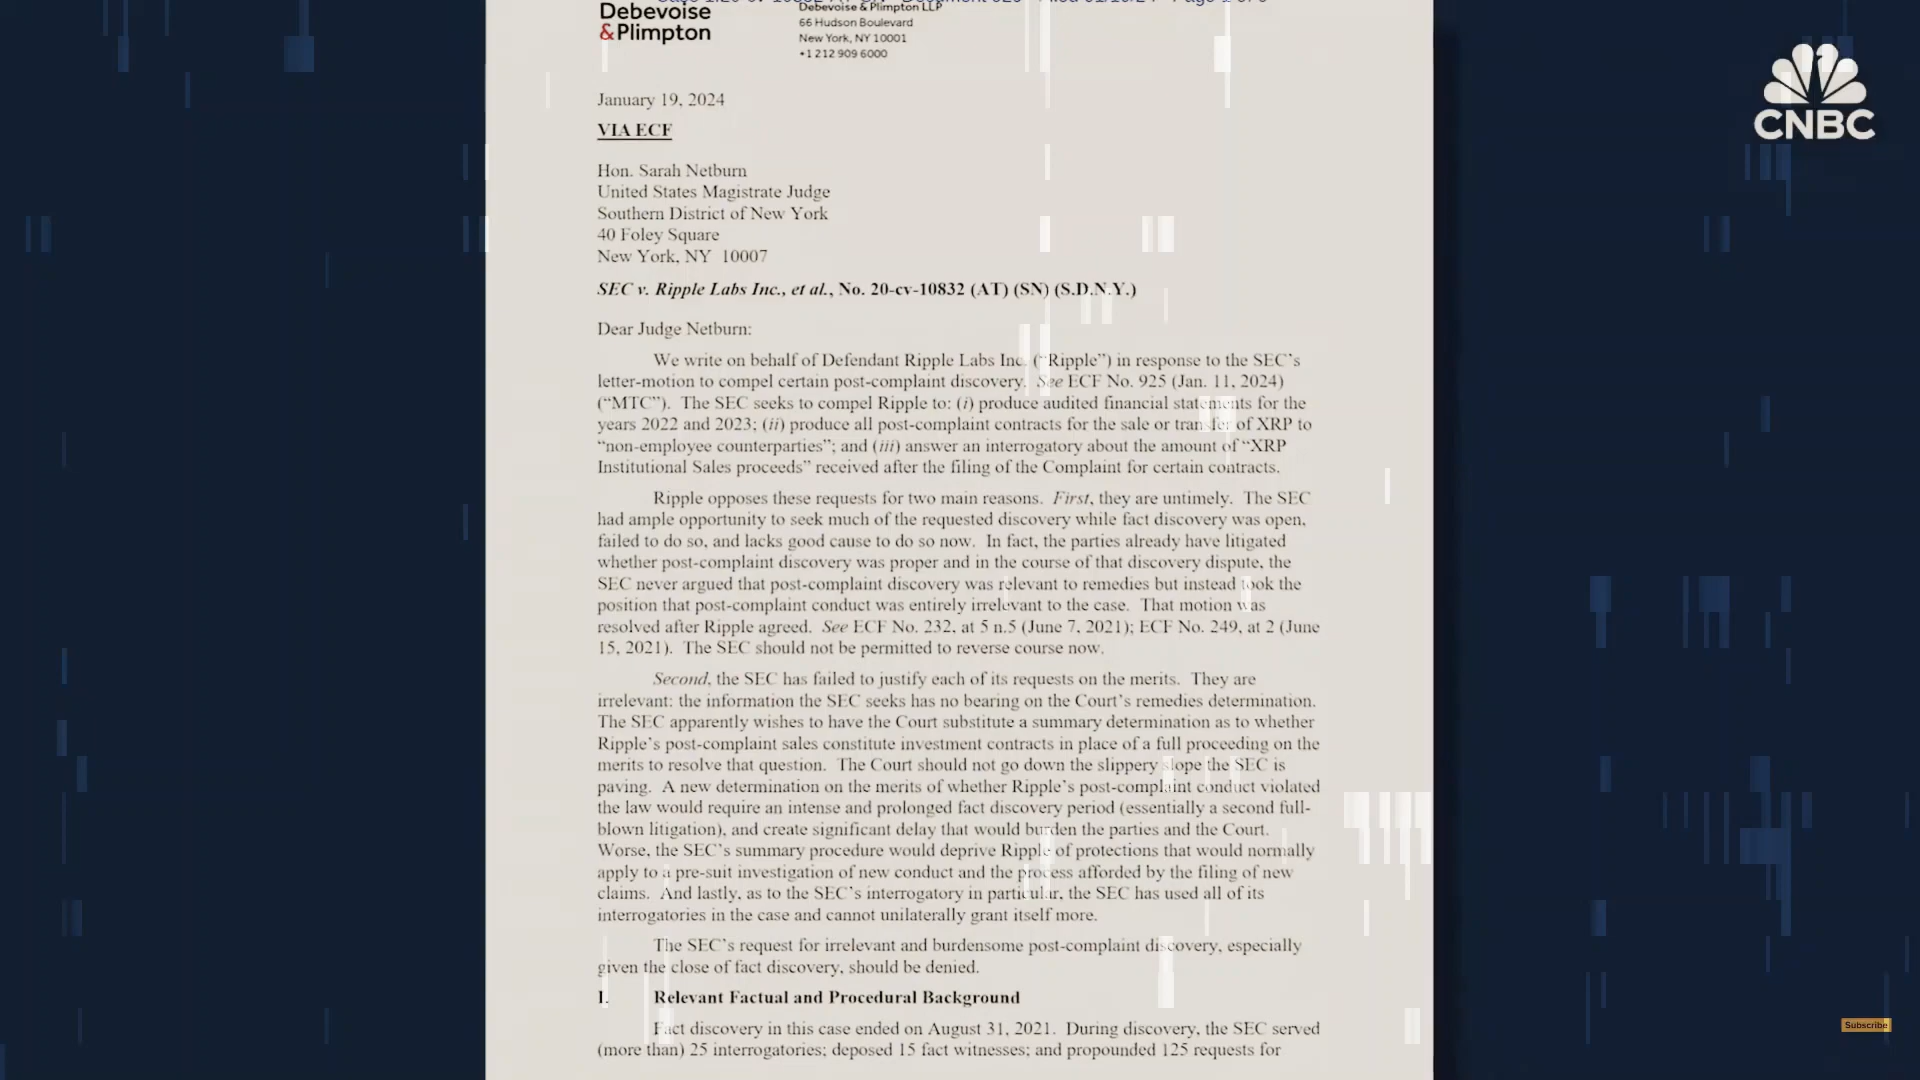 Debevoise
&Plimpton
Debevoise & Plimpton LLP
66 Hudson Boulevard
New York, NY 10001
+1 212 909 6000
CNBC
January 19, 2024
VIA ECF
Hon. Sarah Netburn
United States Magistrate Judge
Southern District of New York
40 Foley Square
New York, NY 10007
SEC v. Ripple Labs Inc., et al., No. 20-cv-10832 (AT) (SN) (S.D.N.Y.)
Dear Judge Netburn:
We write on behalf of Defendant Ripple Labs Inc. (“Ripple”) in response to the SEC’s
letter-motion to compel certain post-complaint discovery. See ECF No. 925 (Jan. 11, 2024)
(“MTC”). The SEC seeks to compel Ripple to: (i) produce audited financial statements for the
years 2022 and 2023; (ii) produce all post-complaint contracts for the sale or transfer of XRP to
“non-employee counterparties”; and (iii) answer an interrogatory about the amount of “XRP
Institutional Sales proceeds” received after the filing of the Complaint for certain contracts.
Ripple opposes these requests for two main reasons. First, they are untimely. The SEC
had ample opportunity to seek much of the requested discovery while fact discovery was open,
failed to do so, and lacks good cause to do so now. In fact, the parties already have litigated
whether post-complaint discovery was proper and in the course of that discovery dispute, the
SEC never argued that post-complaint discovery was relevant to remedies but instead took the
position that post-complaint conduct was entirely irrelevant to the case. That motion was
resolved after Ripple agreed. See ECF No. 232, at 5 n.5 (June 7, 2021); ECF No. 249, at 2 (June
15, 2021). The SEC should not be permitted to reverse course now.
Second, the SEC has failed to justify each of its requests on the merits. They are
irrelevant: the information the SEC seeks has no bearing on the Court’s remedies determination.
The SEC apparently wishes to have the Court substitute a summary determination as to whether
Ripple’s post-complaint sales constitute investment contracts in place of a full proceeding on the
merits to resolve that question. The Court should not go down the slippery slope the SEC is
paving. A new determination on the merits of whether Ripple’s post-complaint conduct violated
the law would require an intense and prolonged fact discovery period (essentially a second full-
blown litigation), and create significant delay that would burden the parties and the Court.
Worse, the SEC’s summary procedure would deprive Ripple of protections that would normally
apply to a pre-suit investigation of new conduct and the process afforded by the filing of new
claims. And lastly, as to the SEC’s interrogatory in particular, the SEC has used all of its
interrogatories in the case and cannot unilaterally grant itself more.
The SEC’s request for irrelevant and burdensome post-complaint discovery, especially
given the close of fact discovery, should be denied.
I. Relevant Factual and Procedural Background
Fact discovery in this case ended on August 31, 2021. During discovery, the SEC served
(more than) 25 interrogatories; deposed 15 fact witnesses; and propounded 125 requests for
Subscribe